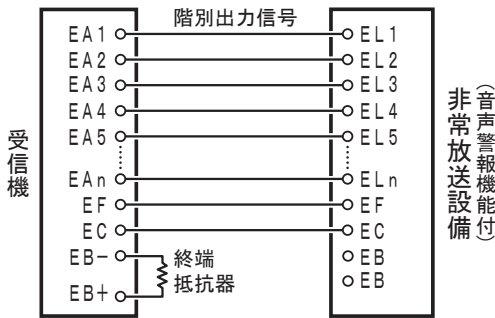 階別出力信号
EA1
EA2
EA3
EA4
EA5
EAn
EF
EC
EB-
EB+
受信機
終端
抵抗器
EL1
EL2
EL3
EL4
EL5
ELn
EF
EC
EB
EB
非常放送設備
(音声警報機能付)